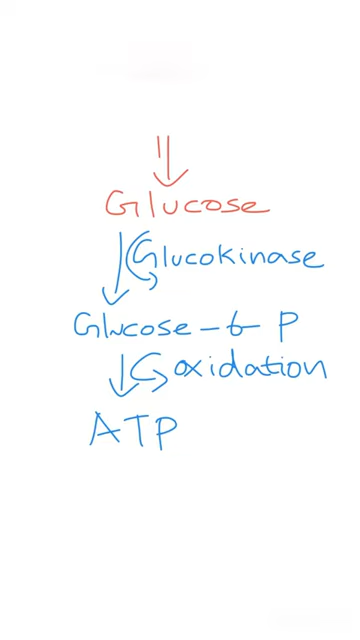 Glucose
Glucokinase
Glucose-6-P
oxidation
ATP